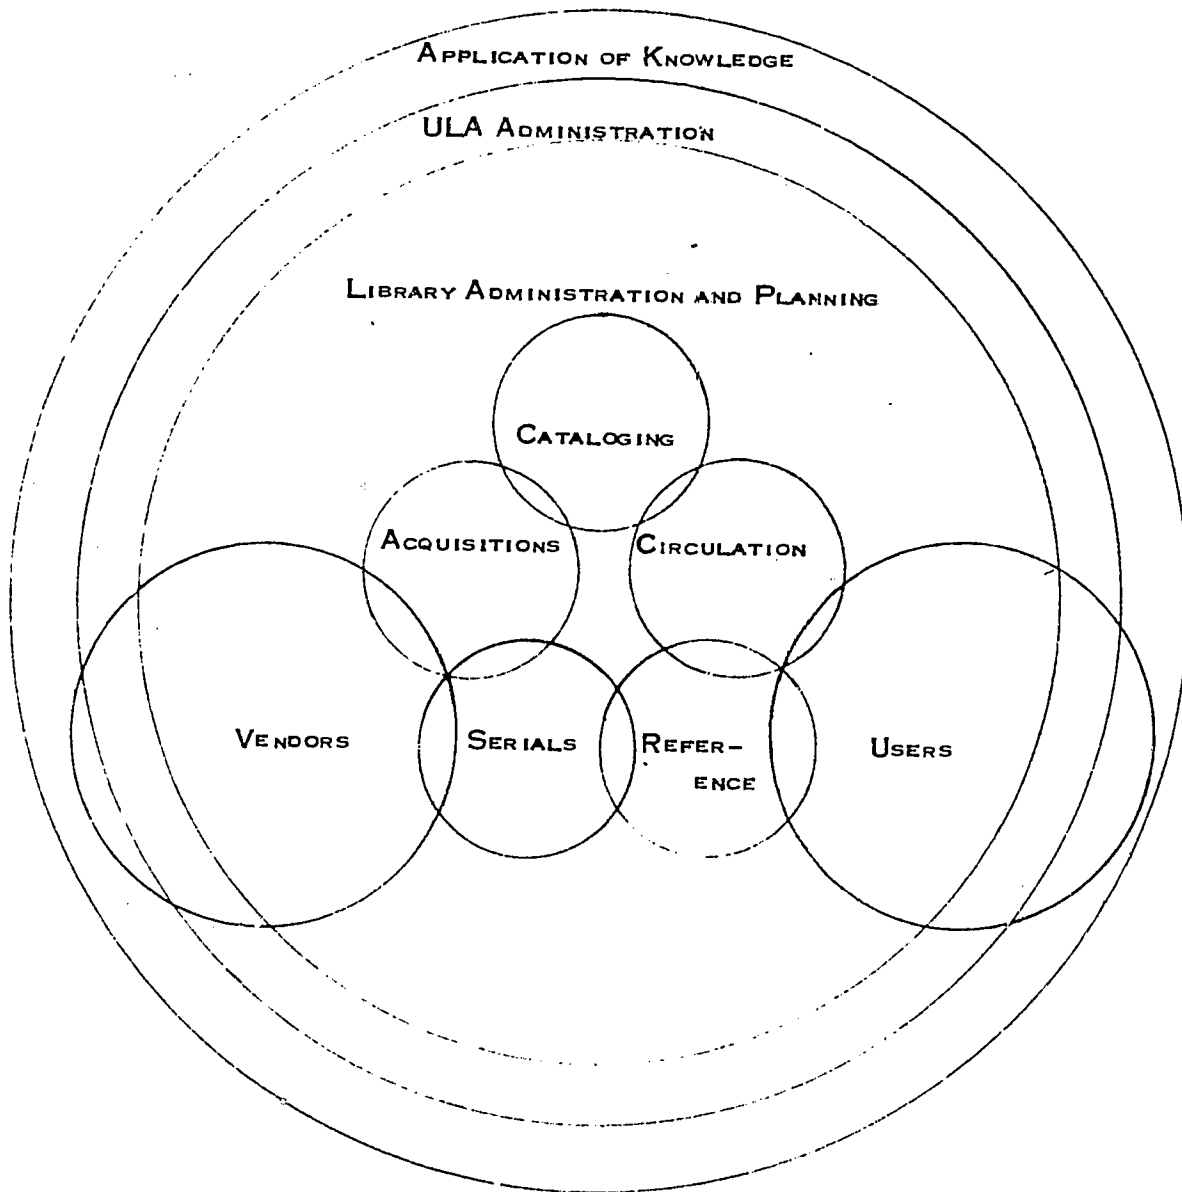 APPLICATION OF KNOWLEDGE
ULA ADMINISTRATION
LIBRARY ADMINISTRATION AND PLANNING
CATALOGING
ACQUISITIONS
CIRCULATION
VENDORS
SERIALS
REFER-
ENCE
USERS